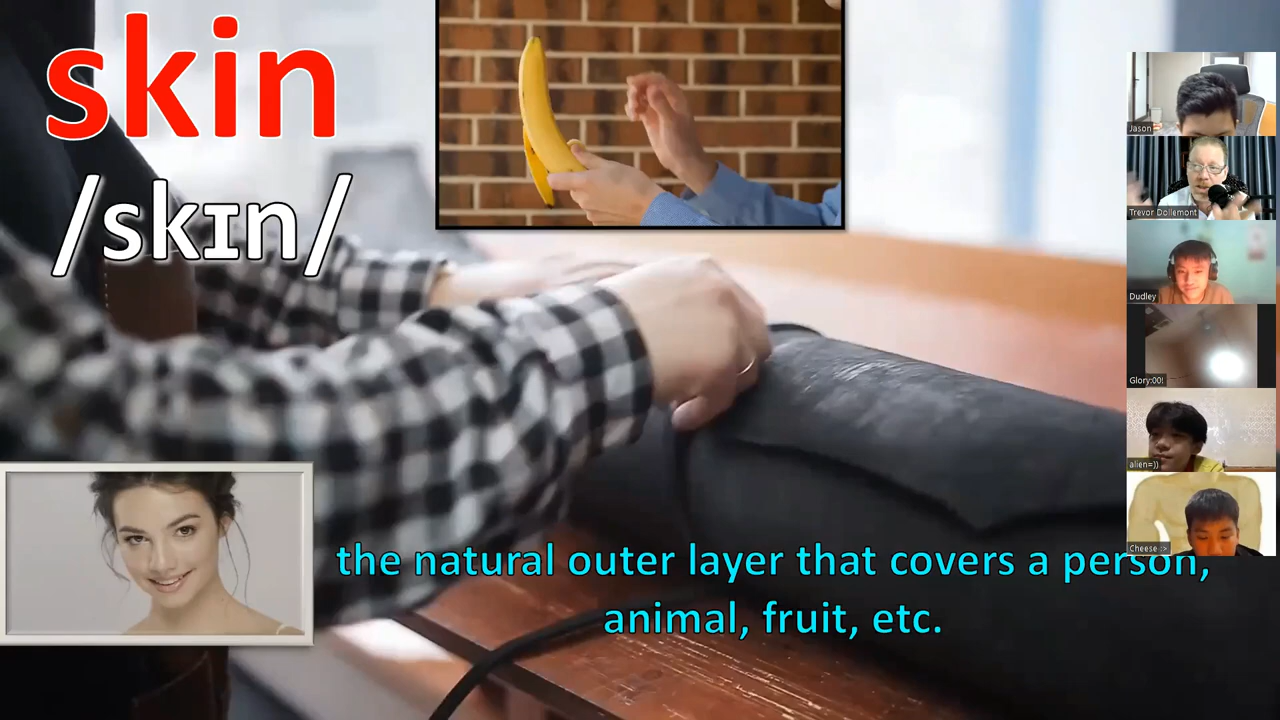 skin
/skɪn/
the natural outer layer that covers a person,
animal, fruit, etc.
Jason
Trevor Dollemont
Dudley
Glory:00!
alien=))
Cheese :>